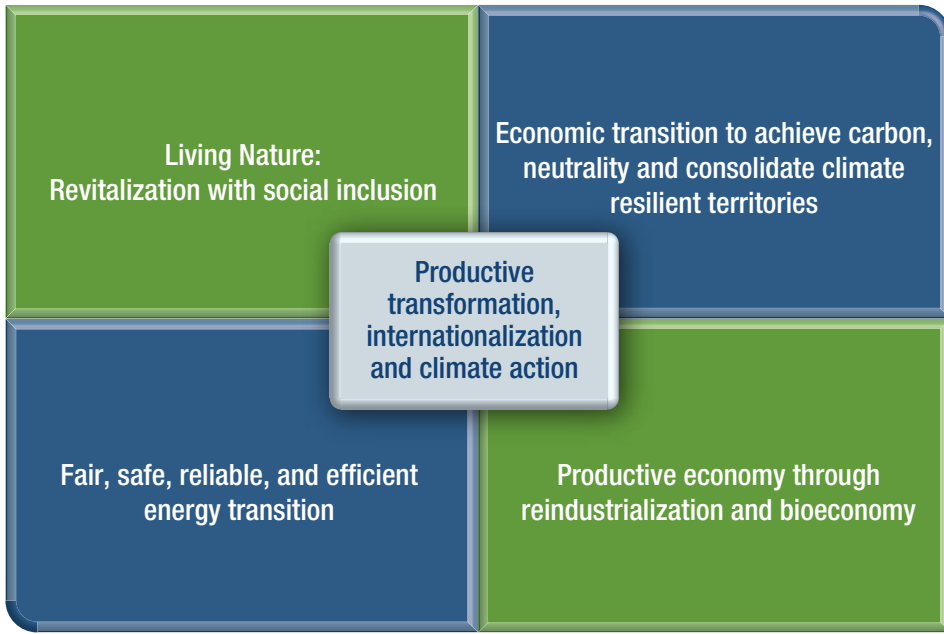 Living Nature:
Revitalization with social inclusion
Economic transition to achieve carbon,
neutrality and consolidate climate
resilient territories
Productive
transformation,
internationalization
and climate action
Fair, safe, reliable, and efficient
energy transition
Productive economy through
reindustrialization and bioeconomy